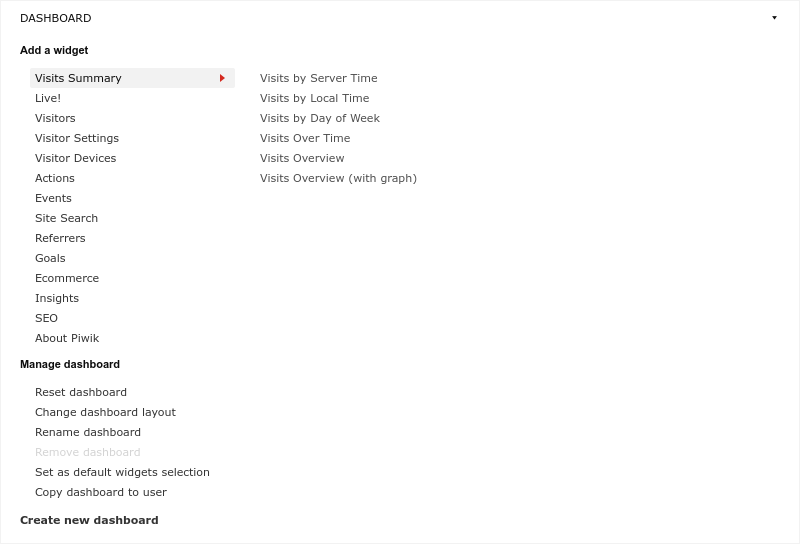 DASHBOARD
Add a widget
Visits Summary
Live!
Visitors
Visitor Settings
Visitor Devices
Actions
Events
Site Search
Referrers
Goals
Ecommerce
Insights
SEO
About Piwik
Visits by Server Time
Visits by Local Time
Visits by Day of Week
Visits Over Time
Visits Overview
Visits Overview (with graph)
Manage dashboard
Reset dashboard
Change dashboard layout
Rename dashboard
Remove dashboard
Set as default widgets selection
Copy dashboard to user
Create new dashboard